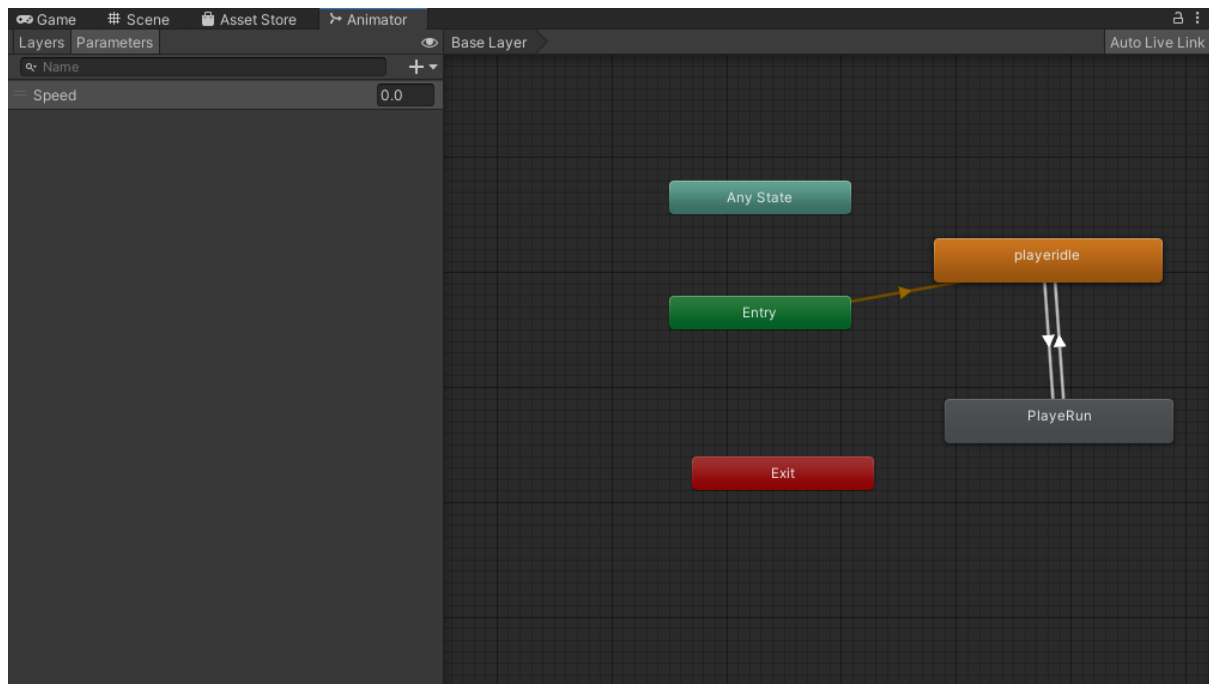 Game # Scene Asset Store Animator
Layers Parameters Base Layer Auto Live Link
Name
Speed 0.0
Any State
playeridle
Entry
PlayeRun
Exit